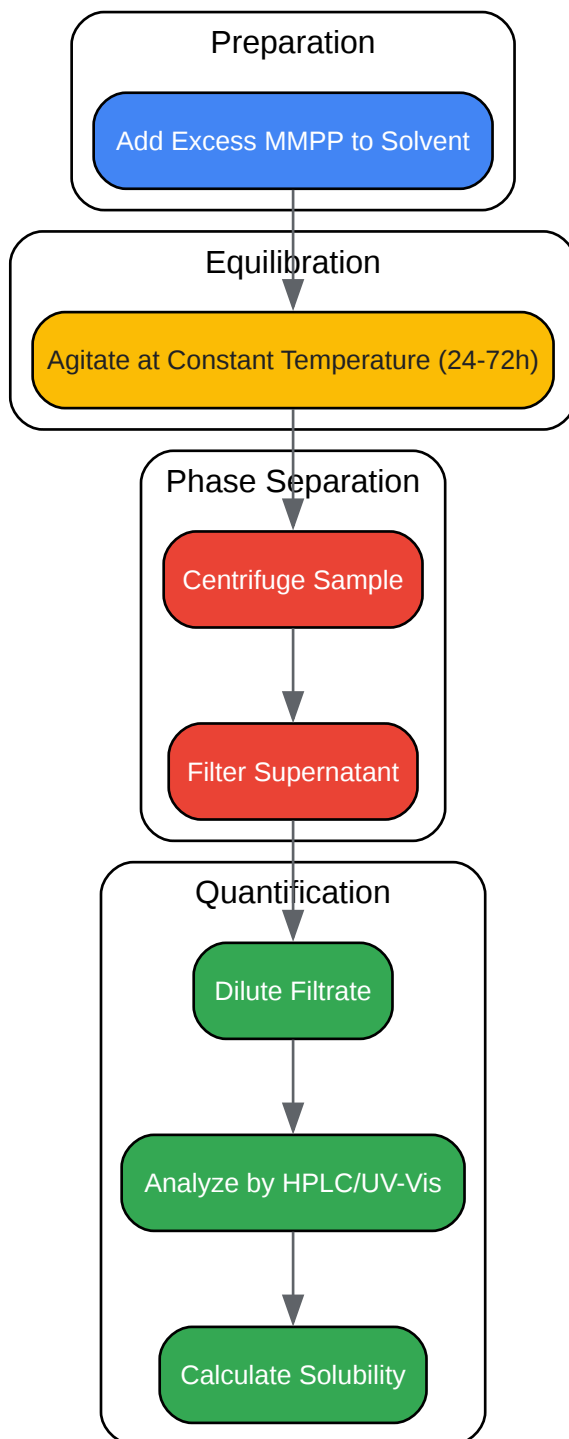 Preparation
Add Excess MMPP to Solvent
Equilibration
Agitate at Constant Temperature (24-72h)
Phase Separation
Centrifuge Sample
Filter Supernatant
Quantification
Dilute Filtrate
Analyze by HPLC/UV-Vis
Calculate Solubility